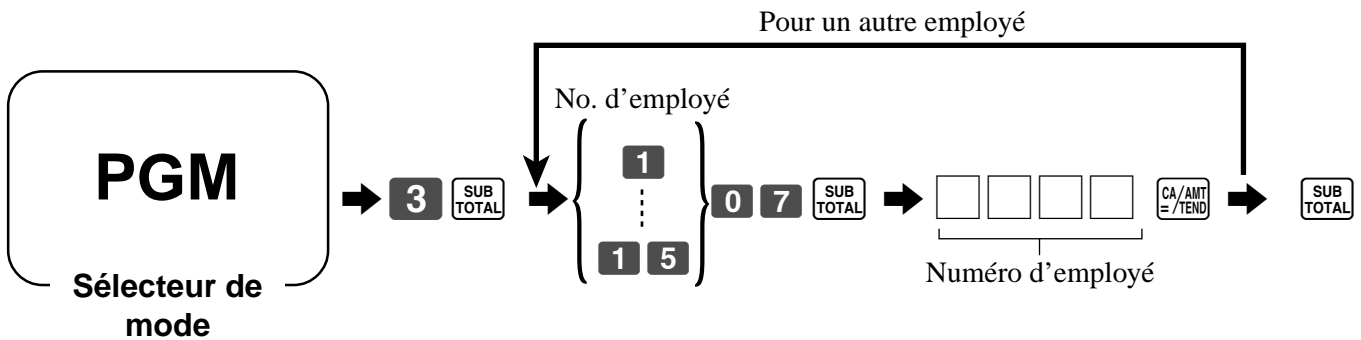 Pour un autre employé
No. d'employé
PGM
3 SUB TOTAL
1
1 5
0 7 SUB TOTAL
CA/AMT = /TEND
SUB TOTAL
Numéro d'employé
Sélecteur de
mode